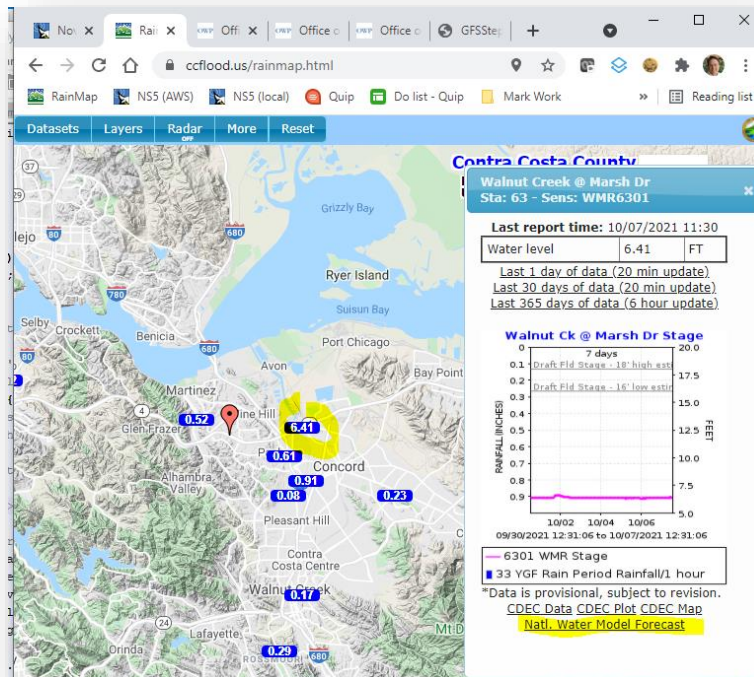 Nov
Rai
Offi
Office o
Office o
GFSStep
ccflood.us/rainmap.html
RainMap
NS5 (AWS)
NS5 (local)
Quip
Do list - Quip
Mark Work
»
Reading list
Datasets
Layers
Radar
OFF
More
Reset
Contra Costa County
Walnut Creek @ Marsh Dr
Sta: 63 - Sens: WMR6301
Last report time: 10/07/2021 11:30
Water level 6.41 FT
Last 1 day of data (20 min update)
Last 30 days of data (20 min update)
Last 365 days of data (6 hour update)
Walnut Ck @ Marsh Dr Stage
7 days
Draft Fld Stage - 18' high esti
Draft Fld Stage - 16' low estir
RAINFALL (INCHES)
0
0.1
0.2
0.3
0.4
0.5
0.6
0.7
0.8
0.9
20.0
17.5
15.0
12.5
10.0
7.5
5.0
FEET
10/02 10/04 10/06
09/30/2021 12:31:06 to 10/07/2021 12:31:06
6301 WMR Stage
33 YGF Rain Period Rainfall/1 hour
*Data is provisional, subject to revision.
CDEC Data CDEC Plot CDEC Map
Natl. Water Model Forecast
37
29
lejo
80
680
Grizzly Bay
Ryer Island
780
Suisun Bay
Selby
Crockett
Benicia
680
Port Chicago
80
Avon
Bay Point
Martinez
4
Glen Frazer
0.52
ine Hill
6.41
P
0.61
Concord
Alhambra
Valley
0.91
0.08
0.23
Pleasant Hill
Contra
Costa Centre
Walnut Creek
0.17
24
Lafayette
Mt D
Orinda
0.29
680